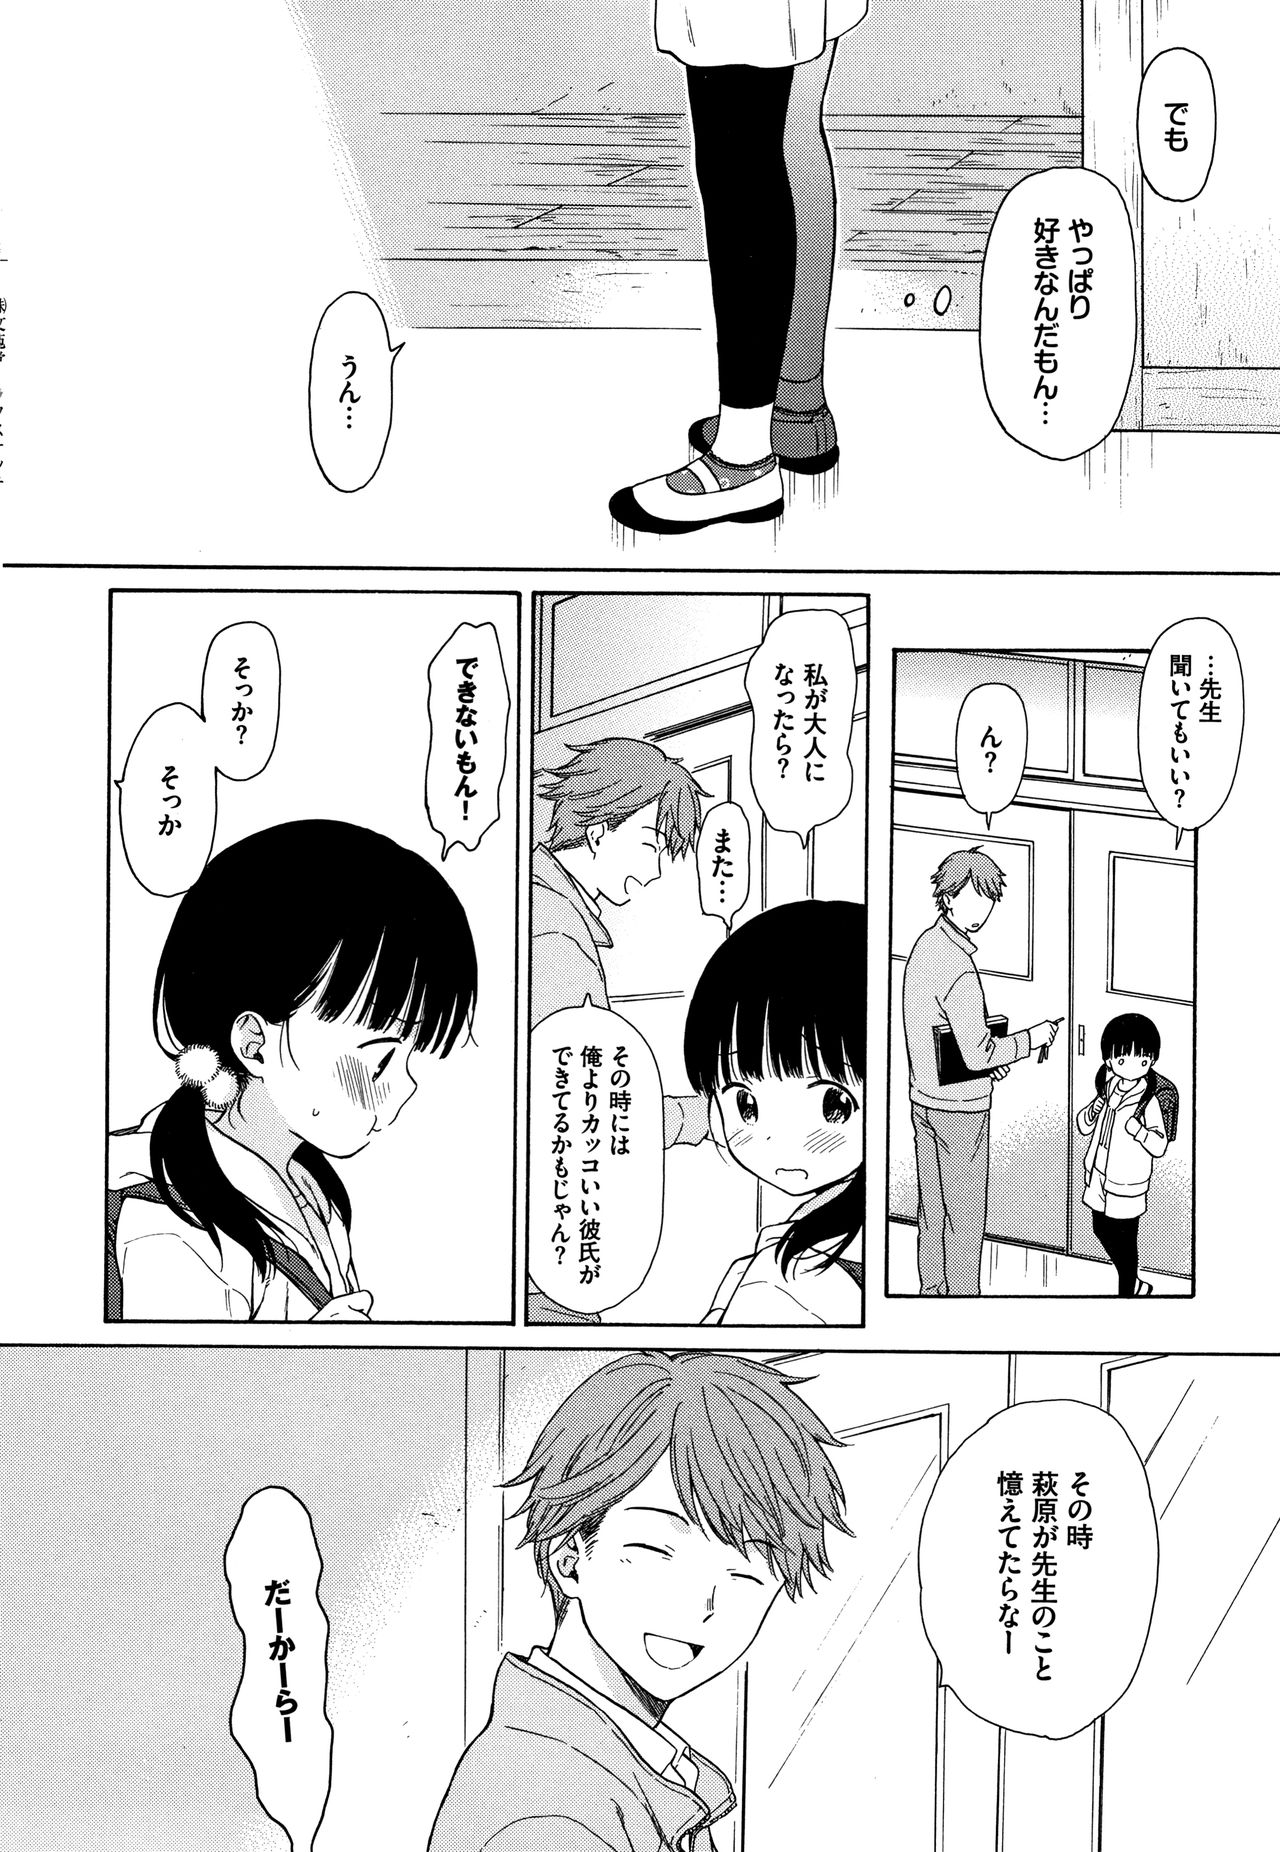 でも
やっぱり
好きなんだもん…
うん…
…先生
聞いてもいい？
ん？
私が大人に
なったら？
また…
その時には
俺よりカッコいい彼氏が
できてるかもじゃん？
できないもん！
そっか？
そっか
その時
萩原が先生のこと
憶えてたらなー
だーかーらー